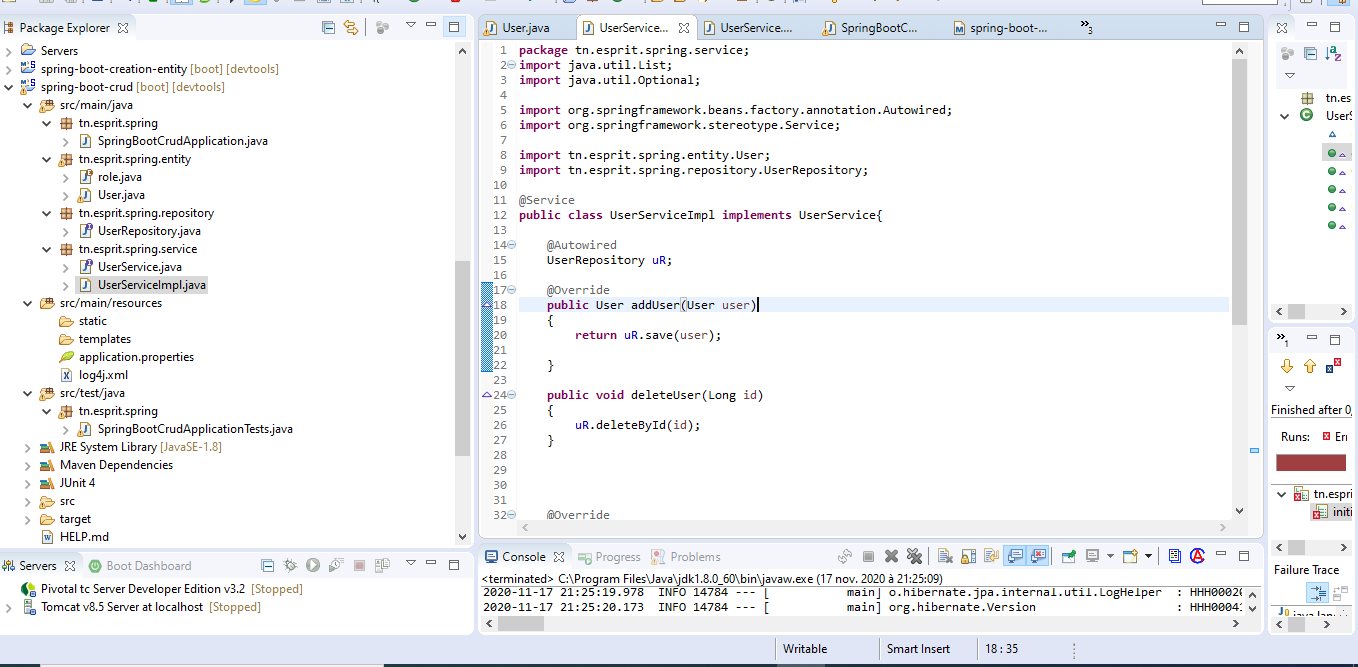 Package Explorer
Servers
spring-boot-creation-entity [boot] [devtools]
spring-boot-crud [boot] [devtools]
src/main/java
tn.esprit.spring
SpringBootCrudApplication.java
tn.esprit.spring.entity
role.java
User.java
tn.esprit.spring.repository
UserRepository.java
tn.esprit.spring.service
UserService.java
UserServiceImpl.java
src/main/resources
static
templates
application.properties
log4j.xml
src/test/java
tn.esprit.spring
SpringBootCrudApplicationTests.java
JRE System Library [JavaSE-1.8]
Maven Dependencies
JUnit 4
src
target
HELP.md
Servers Boot Dashboard
Pivotal tc Server Developer Edition v3.2 [Stopped]
Tomcat v8.5 Server at localhost [Stopped]
User.java UserService... UserService.... SpringBootC... spring-boot-... 3
1 package tn.esprit.spring.service;
2 import java.util.List;
3 import java.util.Optional;
4
5 import org.springframework.beans.factory.annotation.Autowired;
6 import org.springframework.stereotype.Service;
7
8 import tn.esprit.spring.entity.User;
9 import tn.esprit.spring.repository.UserRepository;
10
11 @Service
12 public class UserServiceImpl implements UserService{
13
14 @Autowired
15 UserRepository uR;
16
17 @Override
18 public User addUser(User user)
19 {
20 return uR.save(user);
21
22 }
23
24 public void deleteUser(Long id)
25 {
26 uR.deleteById(id);
27 }
28
29
30
31
32 @Override
Console Progress Problems
<terminated> C:\Program Files\Java\jdk1.8.0_60\bin\javaw.exe (17 nov. 2020 à 21:25:09)
2020-11-17 21:25:19.978 INFO 14784 --- [ main] o.hibernate.jpa.internal.util.LogHelper : HHH00020
2020-11-17 21:25:20.173 INFO 14784 --- [ main] org.hibernate.Version : HHH00041
tn.es
UserS
1
Finished after 0,
Runs: Err
tn.espri
initi
Failure Trace
java.lang
Writable Smart Insert 18 : 35